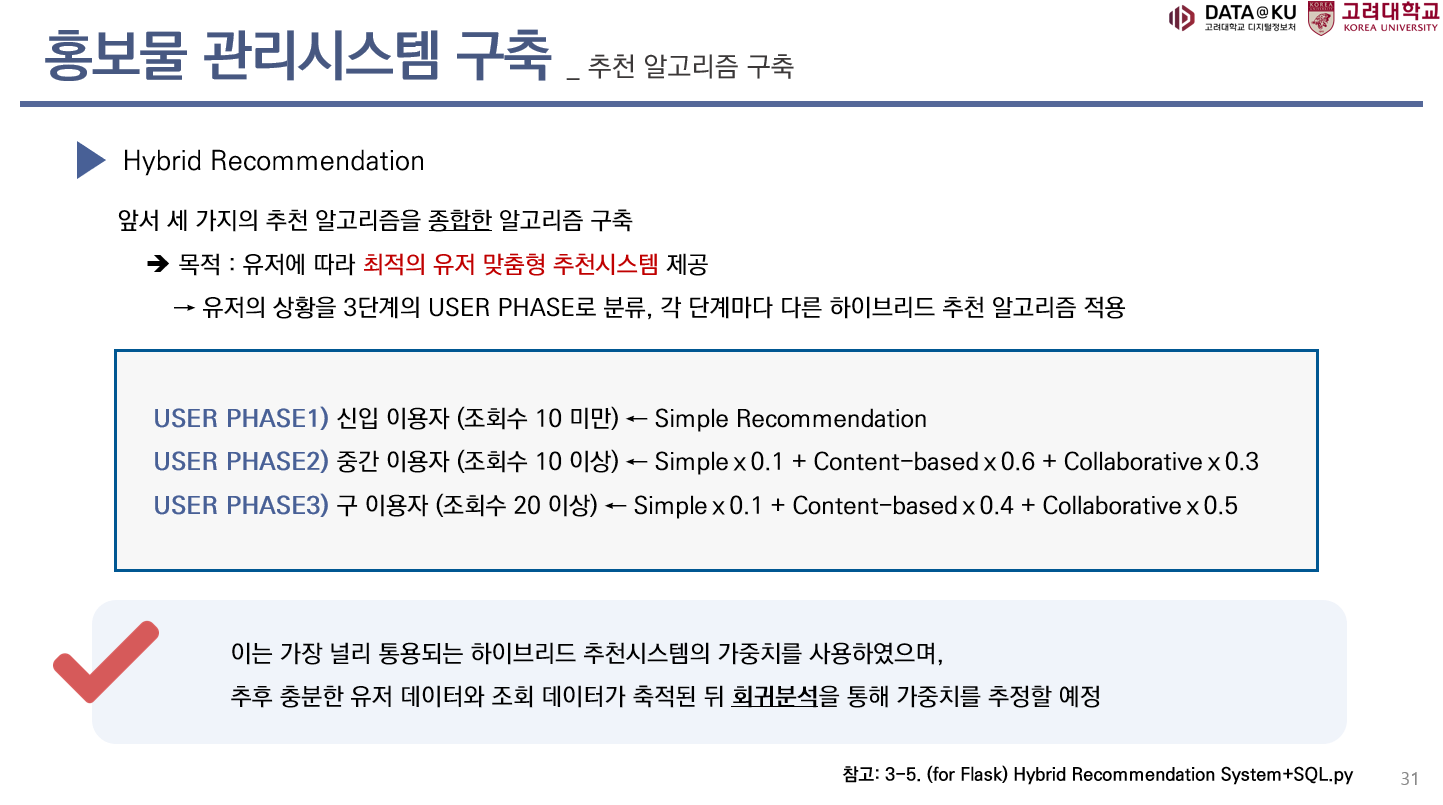 DATA@KU
고려대학교 디지털정보처
고려대학교
KOREA UNIVERSITY
홍보물 관리시스템 구축 _ 추천 알고리즘 구축
Hybrid Recommendation
앞서 세 가지의 추천 알고리즘을 종합한 알고리즘 구축
➔ 목적 : 유저에 따라 최적의 유저 맞춤형 추천시스템 제공
→ 유저의 상황을 3단계의 USER PHASE로 분류, 각 단계마다 다른 하이브리드 추천 알고리즘 적용
USER PHASE1) 신입 이용자 (조회수 10 미만) ← Simple Recommendation
USER PHASE2) 중간 이용자 (조회수 10 이상) ← Simple x 0.1 + Content-based x 0.6 + Collaborative x 0.3
USER PHASE3) 구 이용자 (조회수 20 이상) ← Simple x 0.1 + Content-based x 0.4 + Collaborative x 0.5
이는 가장 널리 통용되는 하이브리드 추천시스템의 가중치를 사용하였으며,
추후 충분한 유저 데이터와 조회 데이터가 축적된 뒤 회귀분석을 통해 가중치를 추정할 예정
참고: 3-5. (for Flask) Hybrid Recommendation System+SQL.py
31